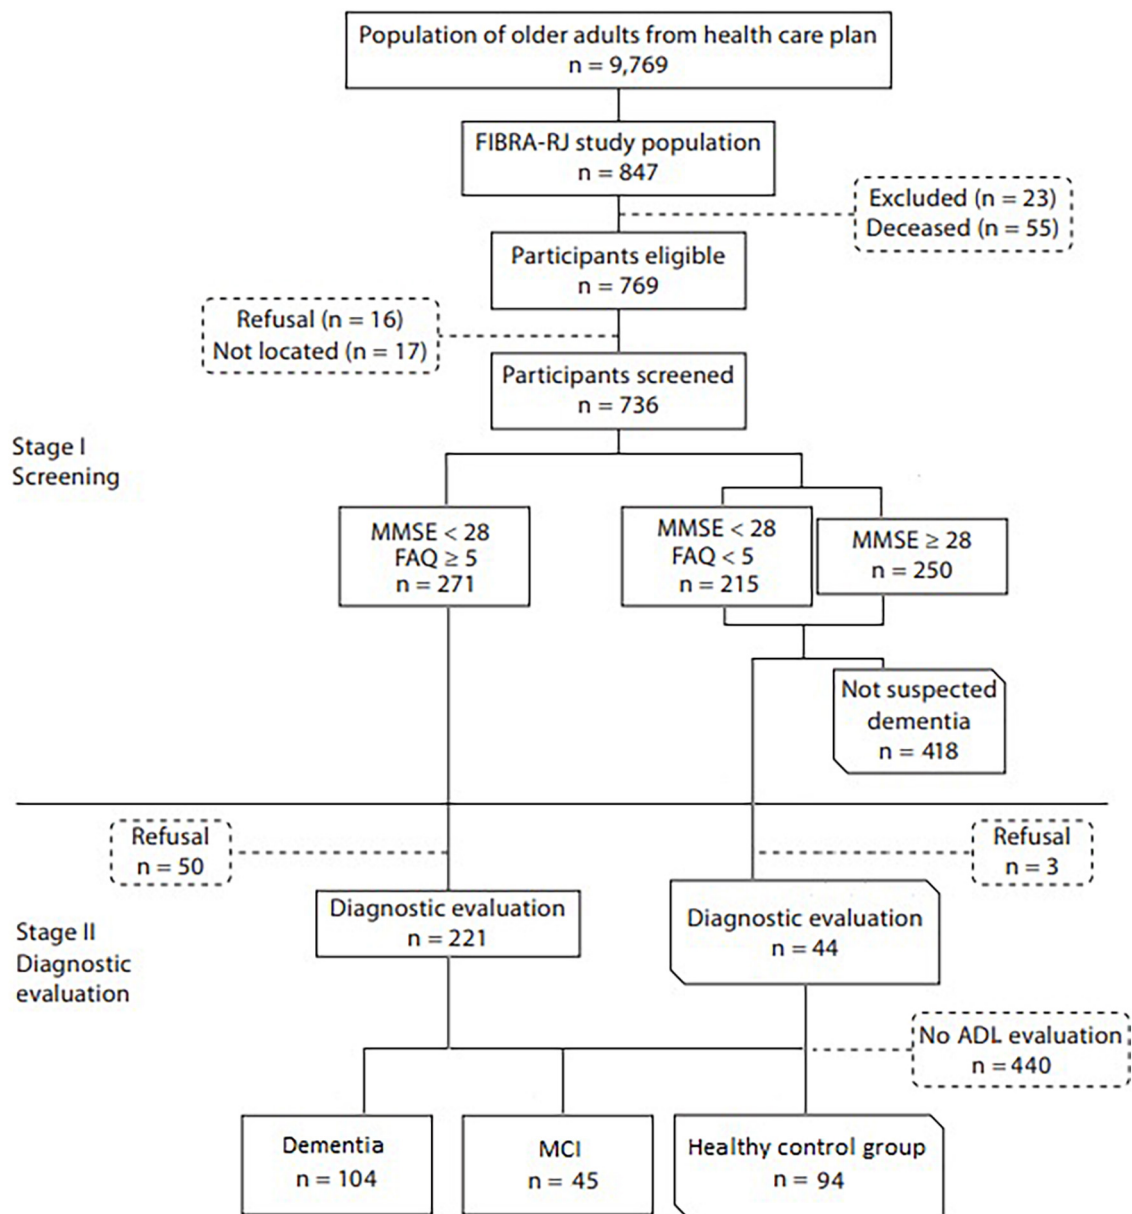 Population of older adults from health care plan
n = 9,769
FIBRA-RJ study population
n = 847
Excluded (n = 23)
Deceased (n = 55)
Participants eligible
n = 769
Refusal (n = 16)
Not located (n = 17)
Participants screened
n = 736
Stage I
Screening
MMSE < 28
FAQ ≥ 5
n = 271
MMSE < 28
FAQ < 5
n = 215
MMSE ≥ 28
n = 250
Not suspected
dementia
n = 418
Refusal
n = 50
Refusal
n = 3
Stage II
Diagnostic
evaluation
Diagnostic evaluation
n = 221
Diagnostic evaluation
n = 44
No ADL evaluation
n = 440
Dementia
n = 104
MCI
n = 45
Healthy control group
n = 94